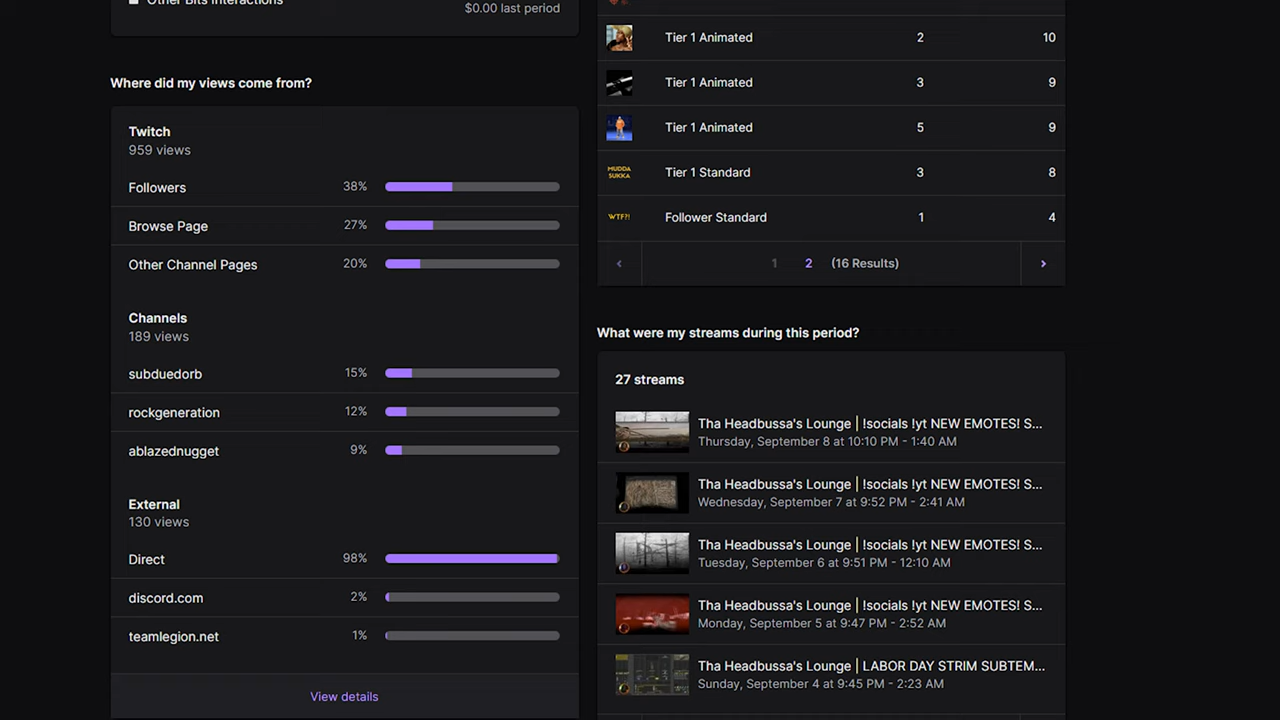 Other Bits Interactions
$0.00 last period
Where did my views come from?
Twitch
959 views
Followers 38%
Browse Page 27%
Other Channel Pages 20%
Channels
189 views
subduedorb 15%
rockgeneration 12%
ablazednugget 9%
External
130 views
Direct 98%
discord.com 2%
teamlegion.net 1%
View details
Tier 1 Animated 2 10
Tier 1 Animated 3 9
Tier 1 Animated 5 9
MUDDA
SUKKA
Tier 1 Standard 3 8
WTF?! Follower Standard 1 4
1 2 (16 Results)
What were my streams during this period?
27 streams
Tha Headbussa's Lounge | !socials !yt NEW EMOTES! S...
Thursday, September 8 at 10:10 PM - 1:40 AM
Tha Headbussa's Lounge | !socials !yt NEW EMOTES! S...
Wednesday, September 7 at 9:52 PM - 2:41 AM
Tha Headbussa's Lounge | !socials !yt NEW EMOTES! S...
Tuesday, September 6 at 9:51 PM - 12:10 AM
Tha Headbussa's Lounge | !socials !yt NEW EMOTES! S...
Monday, September 5 at 9:47 PM - 2:52 AM
Tha Headbussa's Lounge | LABOR DAY STRIM SUBTEM...
Sunday, September 4 at 9:45 PM - 2:23 AM